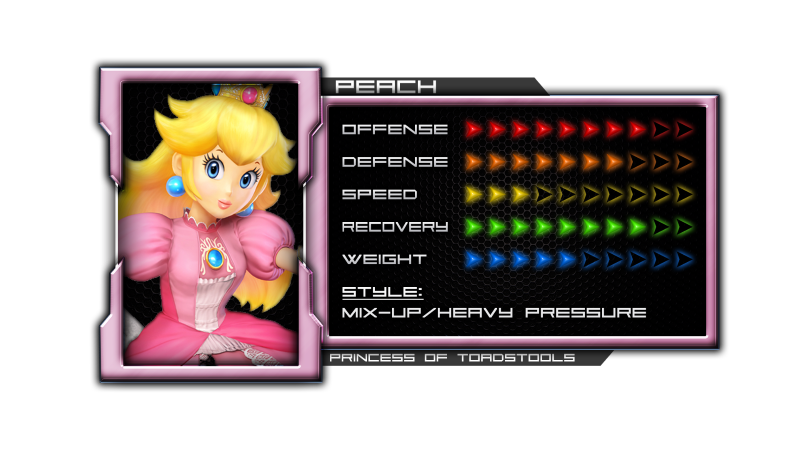 PEACH
OFFENSE
DEFENSE
SPEED
RECOVERY
WEIGHT
STYLE:
MIX-UP/HEAVY PRESSURE
PRINCESS OF TOADSTOOLS